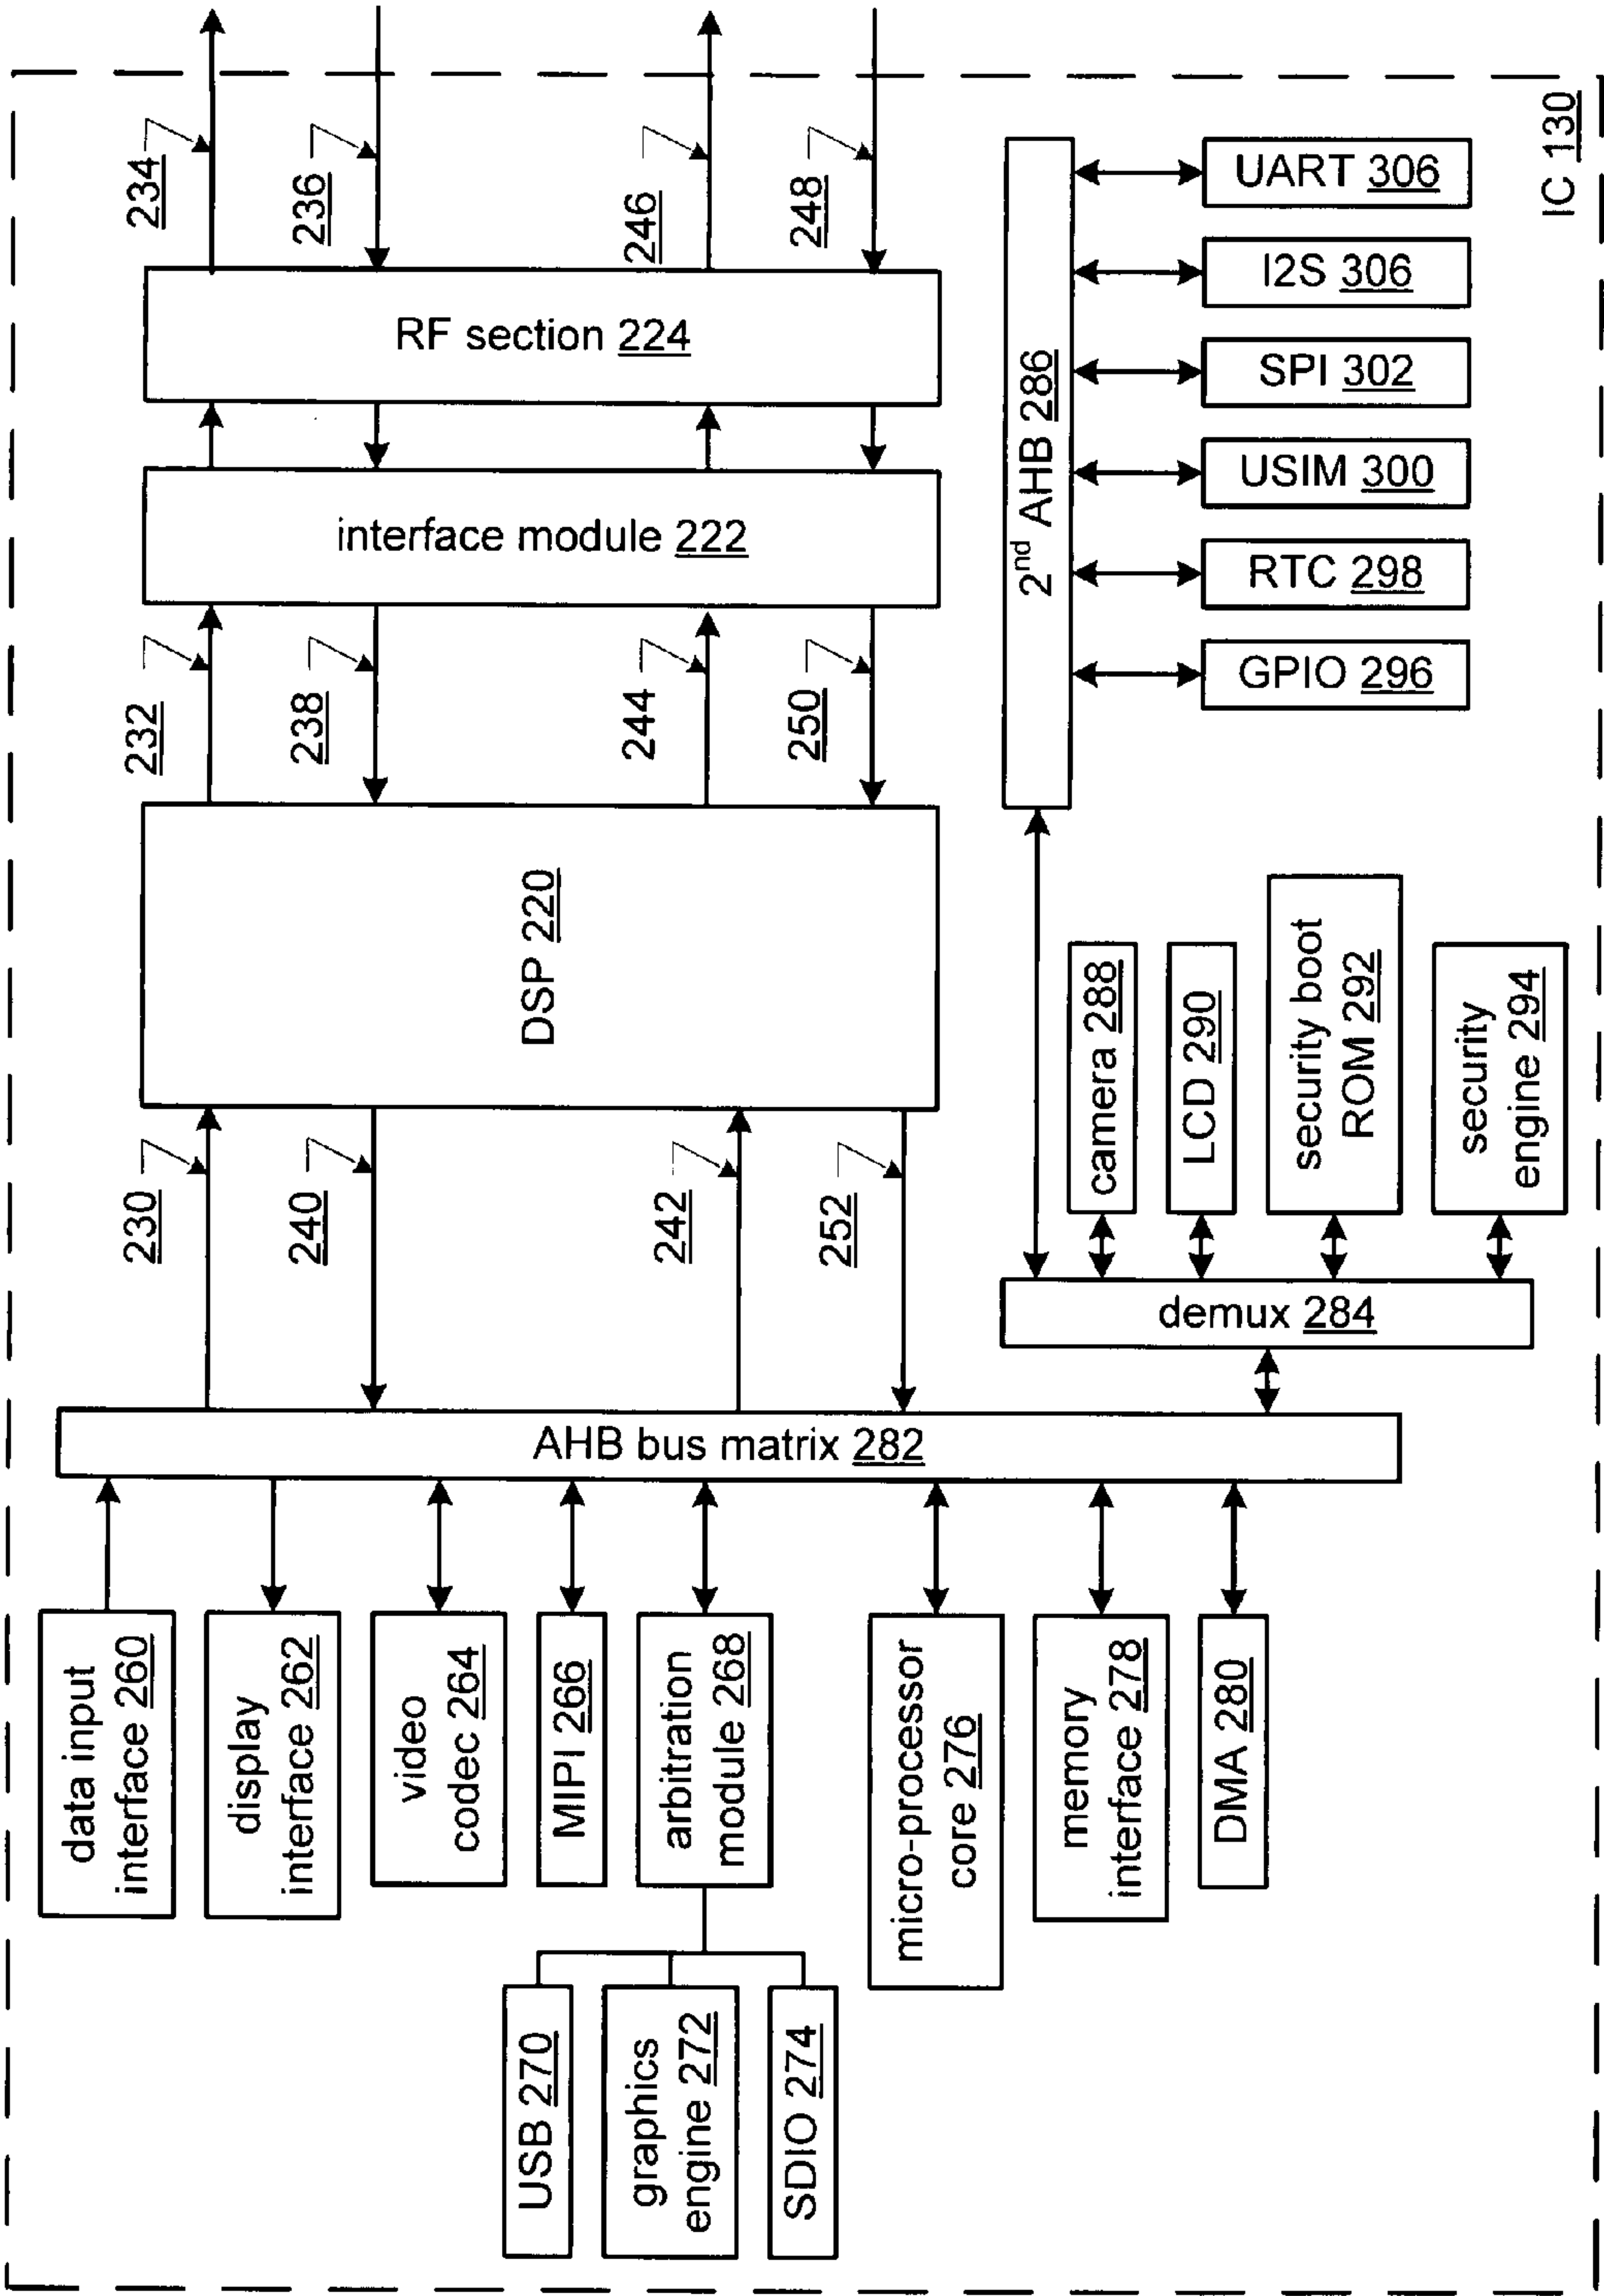 234
236
246
248
RF section 224
interface module 222
232
238
244
250
DSP 220
230
240
242
252
AHB bus matrix 282
data input
interface 260
display
interface 262
video
codec 264
MIPI 266
arbitration
module 268
USB 270
graphics
engine 272
SDIO 274
micro-processor
core 276
memory
interface 278
DMA 280
demux 284
camera 288
LCD 290
security boot
ROM 292
security
engine 294
2nd AHB 286
UART 306
I2S 306
SPI 302
USIM 300
RTC 298
GPIO 296
IC 130